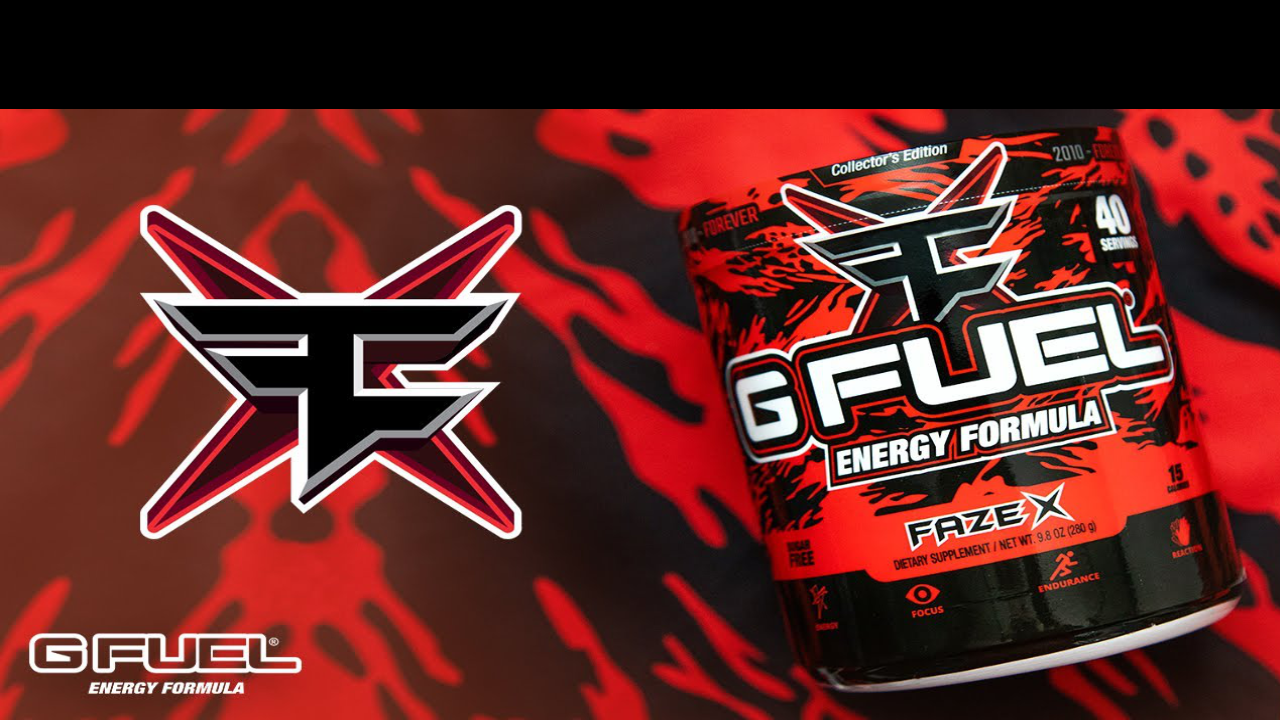 G FUEL®
ENERGY FORMULA
Collector's Edition
2010 - FOREVER
FOREVER
40
SERVINGS
G FUEL
ENERGY FORMULA
FAZE X
15
CALORIES
SUGAR
FREE
DIETARY SUPPLEMENT / NET WT. 9.8 OZ (280 g)
ENERGY
FOCUS
ENDURANCE
REACTION